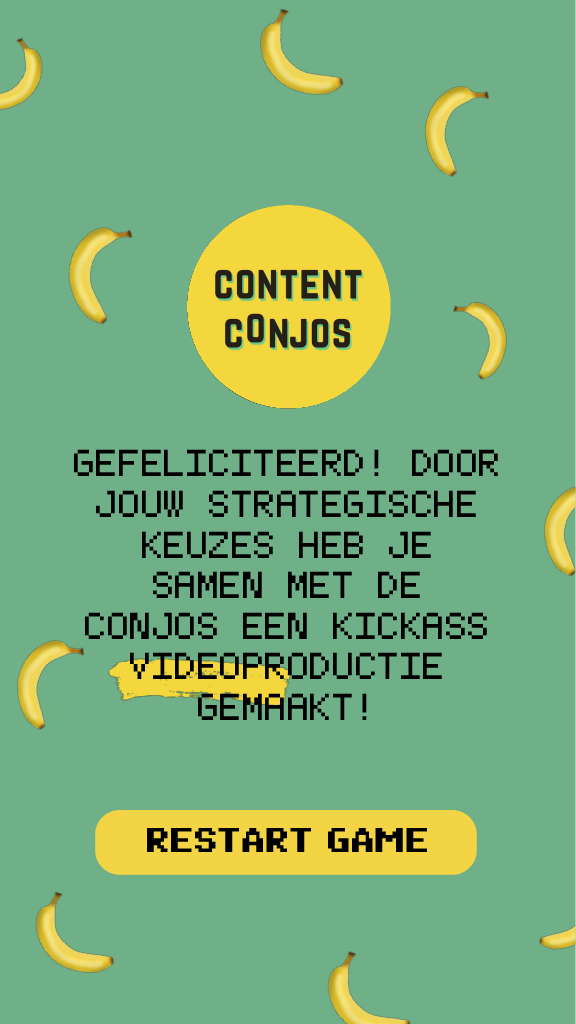 CONTENT
CONJOS
GEFELICITEERD! DOOR
JOUW STRATEGISCHE
KEUZES HEB JE
SAMEN MET DE
CONJOS EEN KICKASS
VIDEOPRODUCTIE
GEMAAKT!
RESTART GAME